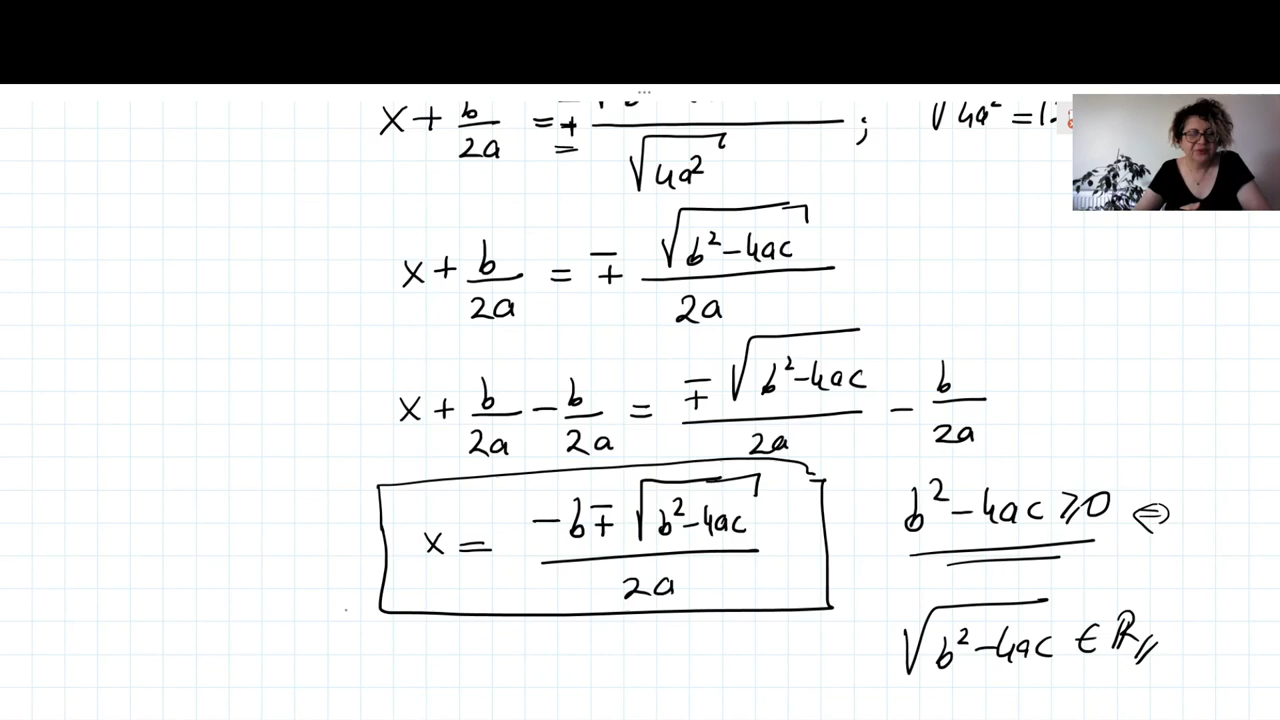 x + b/2a = ± √4a² ; √4a² = |2
x + b/2a = ∓ √(b²-4ac)/2a
x + b/2a - b/2a = ∓√(b²-4ac)/2a - b/2a
x = (-b∓√(b²-4ac))/2a
b²-4ac ≥ 0 ⇔
√(b²-4ac) ∈ ℝ//